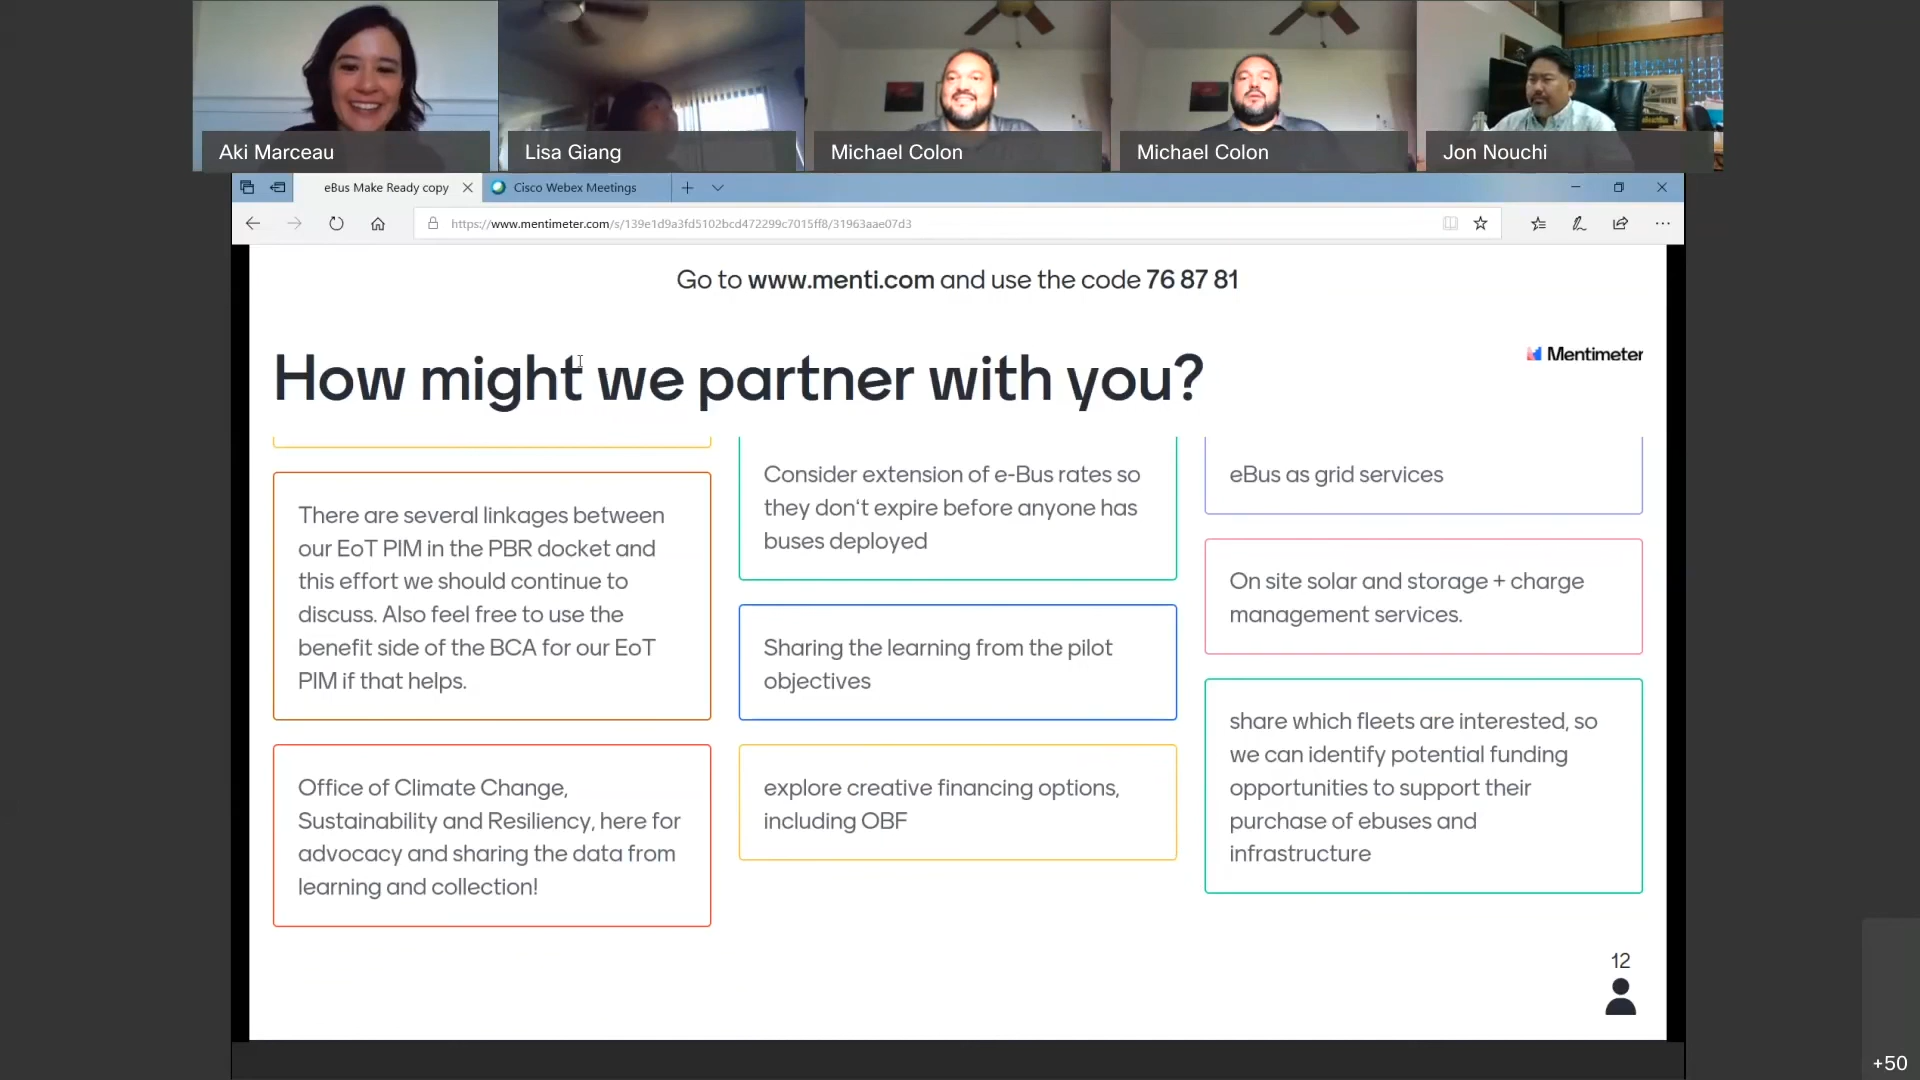 Aki Marceau
Lisa Giang
Michael Colon
Michael Colon
Jon Nouchi
eBus Make Ready copy
Cisco Webex Meetings
https://www.mentimeter.com/s/139e1d9a3fd5102bcd472299c7015ff8/31963aae07d3
Go to www.menti.com and use the code 76 87 81
How might we partner with you?
Mentimeter
There are several linkages between
our EoT PIM in the PBR docket and
this effort we should continue to
discuss. Also feel free to use the
benefit side of the BCA for our EoT
PIM if that helps.
Office of Climate Change,
Sustainability and Resiliency, here for
advocacy and sharing the data from
learning and collection!
Consider extension of e-Bus rates so
they don't expire before anyone has
buses deployed
Sharing the learning from the pilot
objectives
explore creative financing options,
including OBF
eBus as grid services
On site solar and storage + charge
management services.
share which fleets are interested, so
we can identify potential funding
opportunities to support their
purchase of ebuses and
infrastructure
12
+50